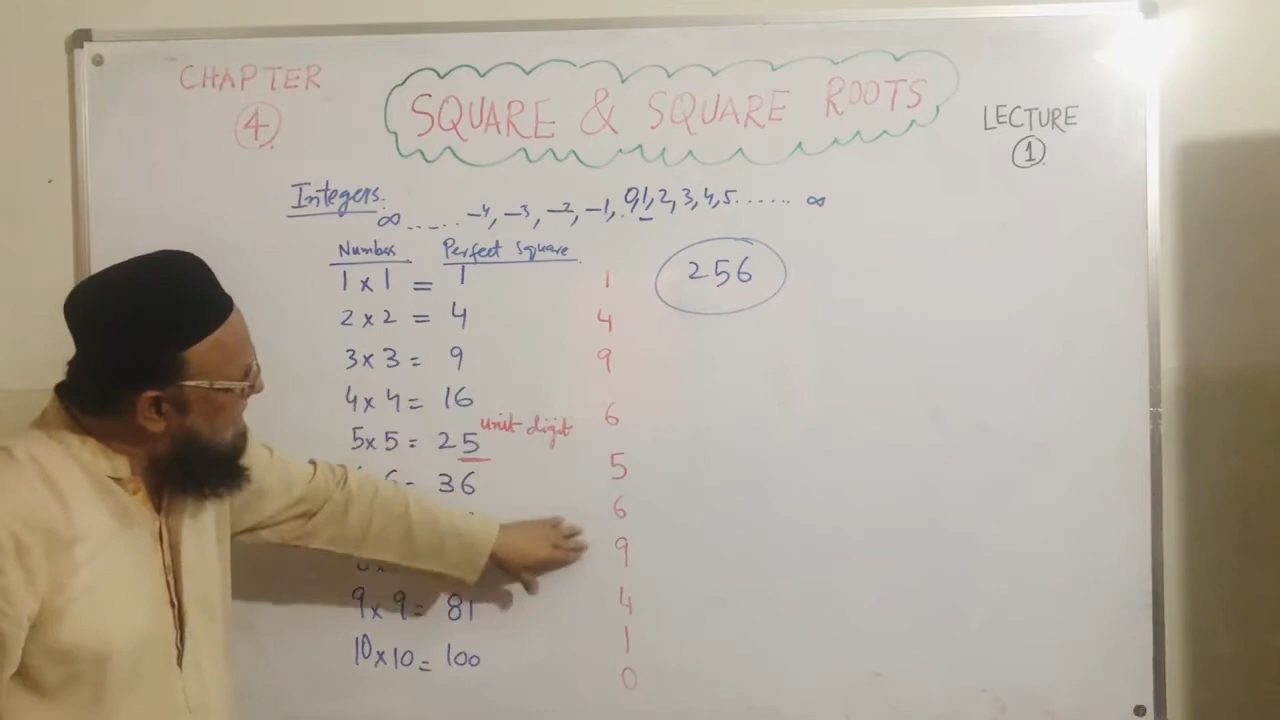 CHAPTER
4
SQUARE & SQUARE ROOTS
LECTURE
1
Integers.
∞ ...... -4, -3, -2, -1, 0, 1, 2, 3, 4, 5...... ∞
Number Perfect Square
1 x 1 = 1 1
256
2 x 2 = 4 4
3 x 3 = 9 9
4 x 4 = 16 6
unit digit
5 x 5 = 25 5
6 = 36 6
9
4
9 x 9 = 81 1
10 x 10 = 100 0